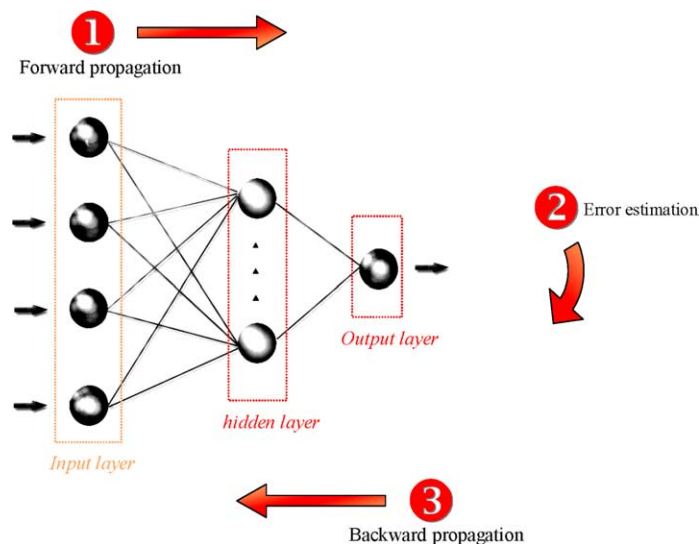 1
Forward propagation
2 Error estimation
Output layer
hidden layer
Input layer
3
Backward propagation